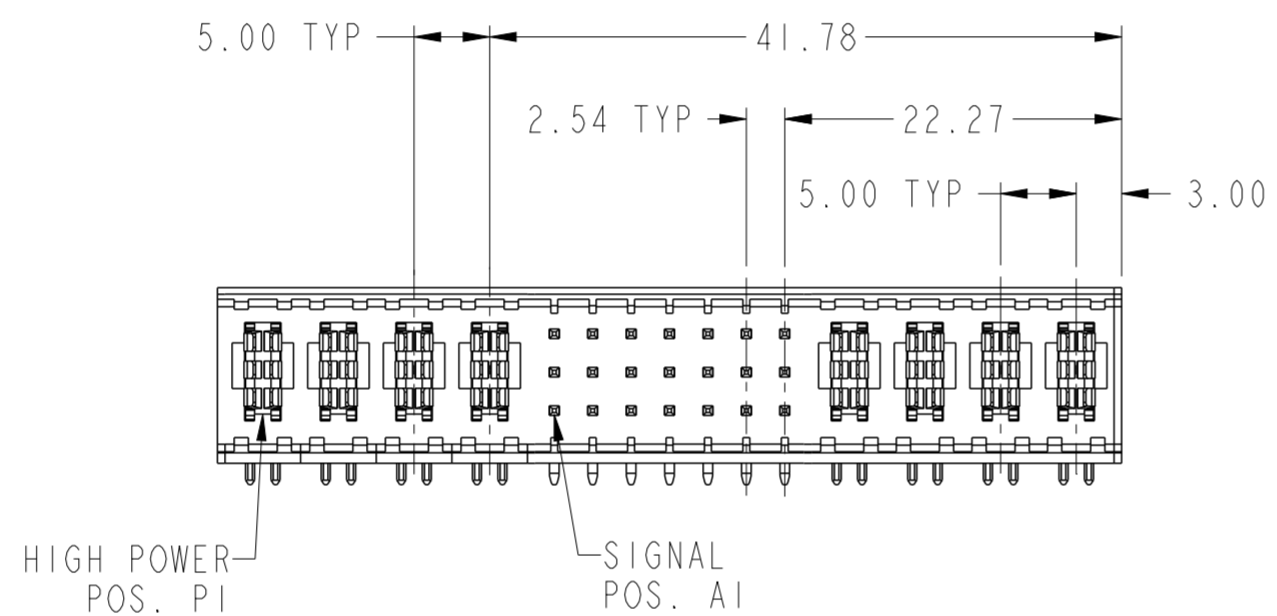 5.00 TYP
41.78
2.54 TYP
22.27
5.00 TYP
3.00
HIGH POWER
POS. P1
SIGNAL
POS. A1